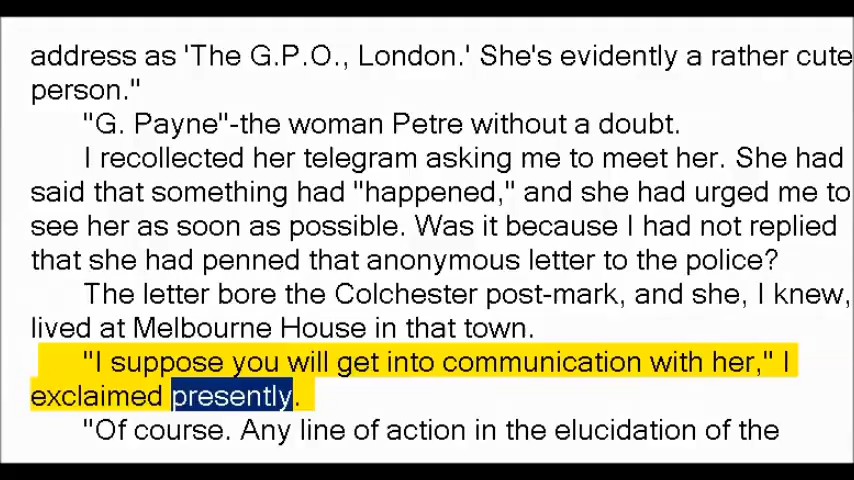 address as 'The G.P.O., London.' She's evidently a rather cute
person."
"G. Payne"-the woman Petre without a doubt.
I recollected her telegram asking me to meet her. She had
said that something had "happened," and she had urged me to
see her as soon as possible. Was it because I had not replied
that she had penned that anonymous letter to the police?
The letter bore the Colchester post-mark, and she, I knew,
lived at Melbourne House in that town.
"I suppose you will get into communication with her," I
exclaimed presently.
"Of course. Any line of action in the elucidation of the